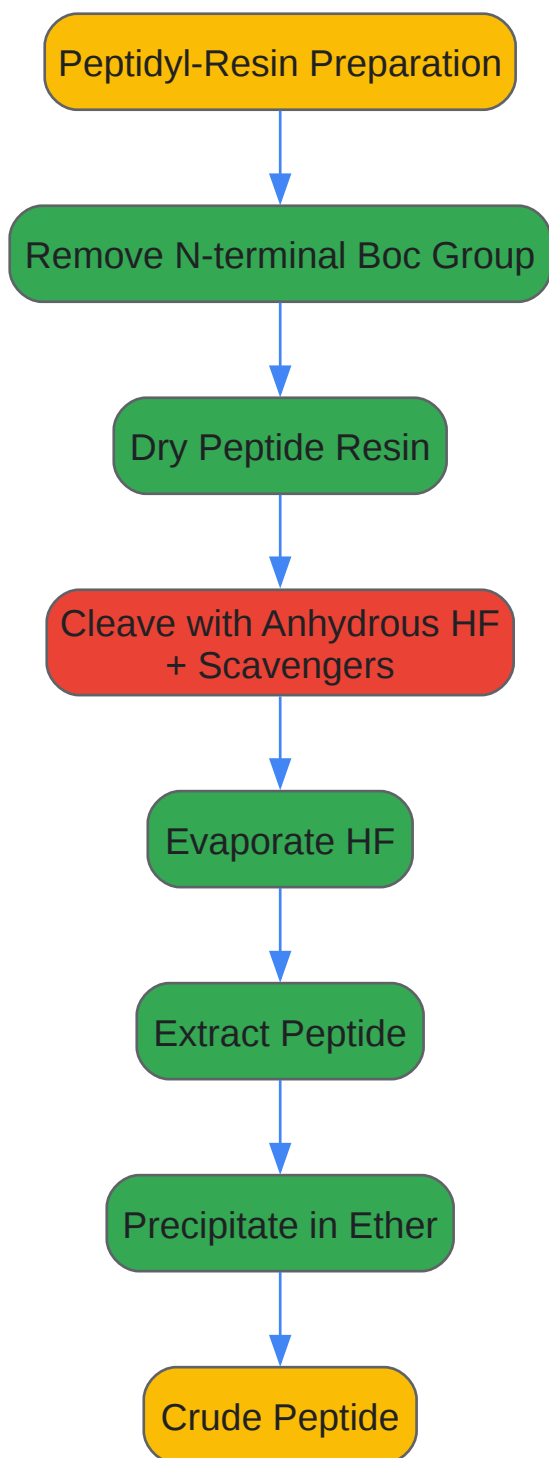 Peptidyl-Resin Preparation
Remove N-terminal Boc Group
Dry Peptide Resin
Cleave with Anhydrous HF
+ Scavengers
Evaporate HF
Extract Peptide
Precipitate in Ether
Crude Peptide